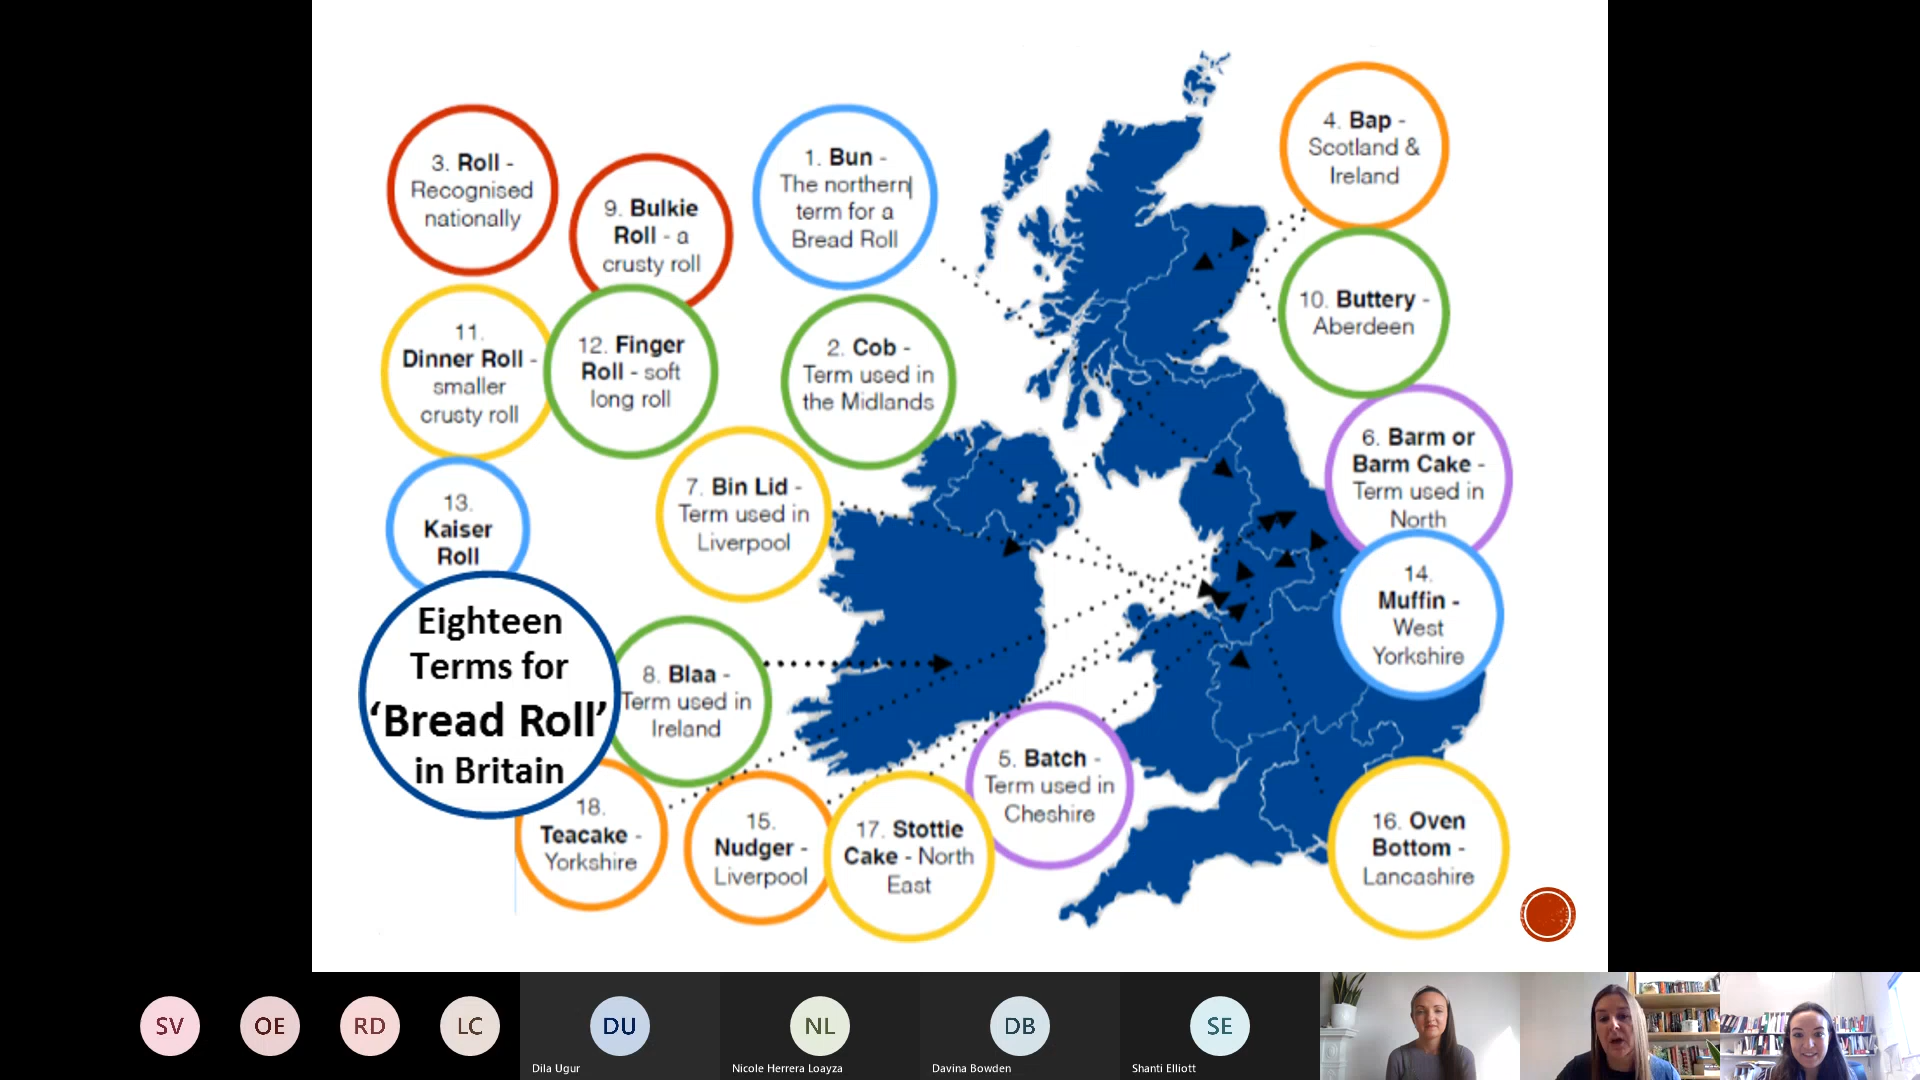 3. Roll -
Recognised
nationally
9. Bulkie
Roll - a
crusty roll
1. Bun -
The northern
term for a
Bread Roll
4. Bap -
Scotland &
Ireland
11.
Dinner Roll -
smaller
crusty roll
12. Finger
Roll - soft
long roll
2. Cob -
Term used in
the Midlands
10. Buttery -
Aberdeen
13.
Kaiser
Roll
7. Bin Lid -
Term used in
Liverpool
6. Barm or
Barm Cake -
Term used in
North
Eighteen
Terms for
‘Bread Roll’
in Britain
8. Blaa -
Term used in
Ireland
14.
Muffin -
West
Yorkshire
18.
Teacake -
Yorkshire
15.
Nudger -
Liverpool
17. Stottie
Cake - North
East
5. Batch -
Term used in
Cheshire
16. Oven
Bottom -
Lancashire
SV
OE
RD
LC
DU
Dila Ugur
NL
Nicole Herrera Loayza
DB
Davina Bowden
SE
Shanti Elliott